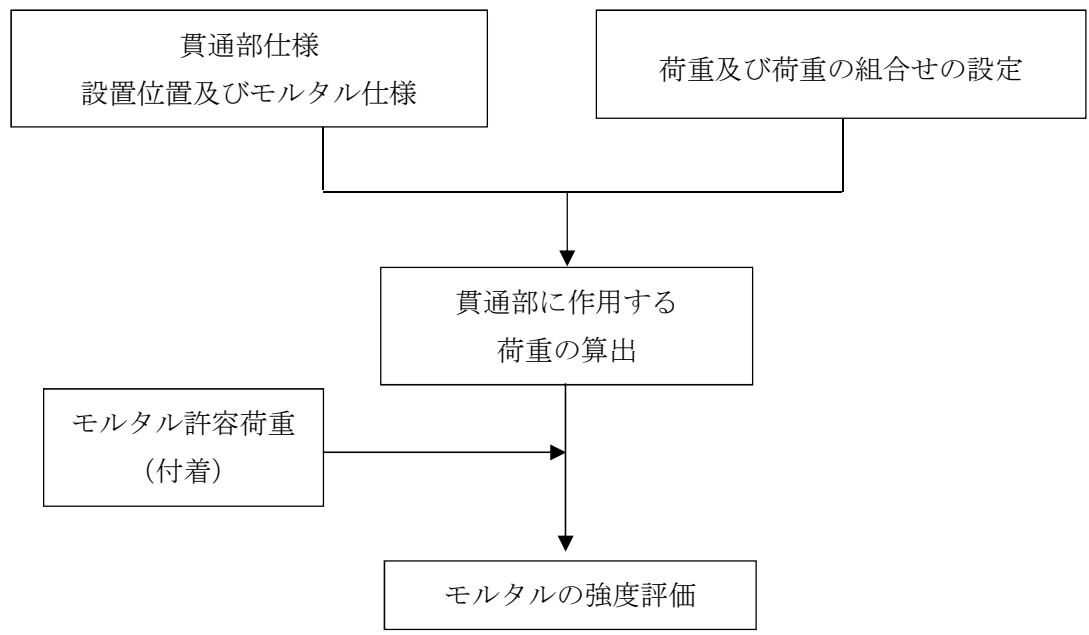 貫通部仕様
設置位置及びモルタル仕様
荷重及び荷重の組合せの設定
貫通部に作用する
荷重の算出
モルタル許容荷重
（付着）
モルタルの強度評価